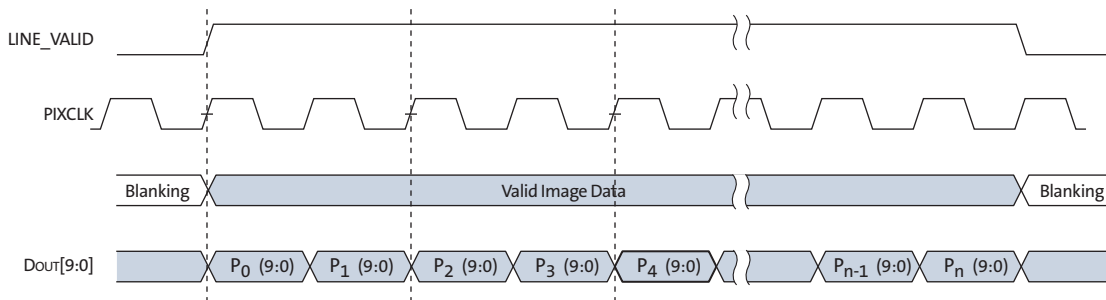 LINE_VALID
PIXCLK
Blanking Valid Image Data Blanking
DOUT[9:0] P0 (9:0) P1 (9:0) P2 (9:0) P3 (9:0) P4 (9:0) Pn-1 (9:0) Pn (9:0)